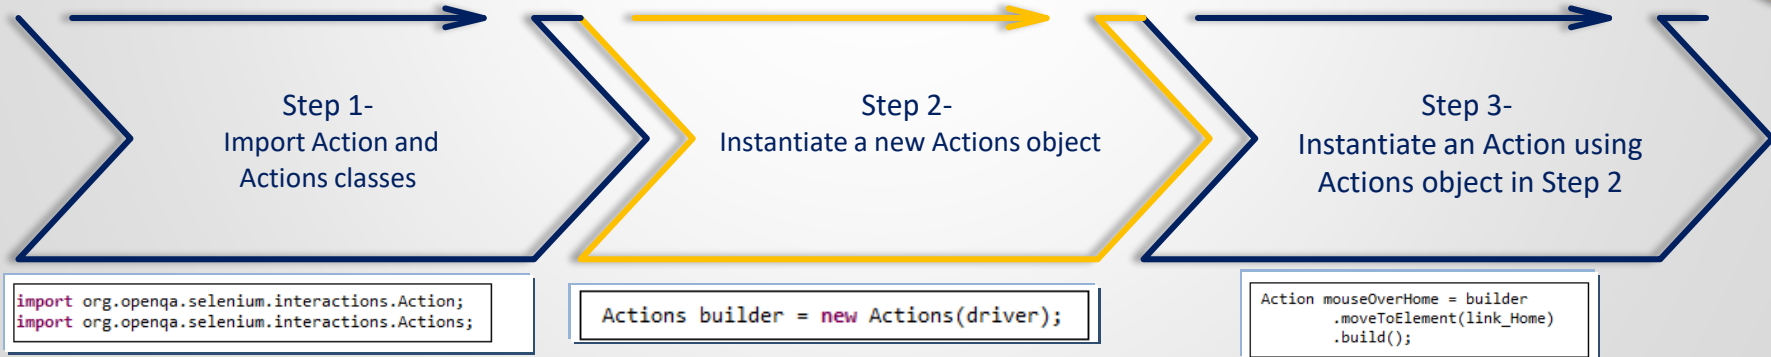 Step 1-
Import Action and
Actions classes
Step 2-
Instantiate a new Actions object
Step 3-
Instantiate an Action using
Actions object in Step 2
import org.openqa.selenium.interactions.Action;
import org.openqa.selenium.interactions.Actions;
Actions builder = new Actions(driver);
Action mouseOverHome = builder
.moveToElement(link_Home)
.build();